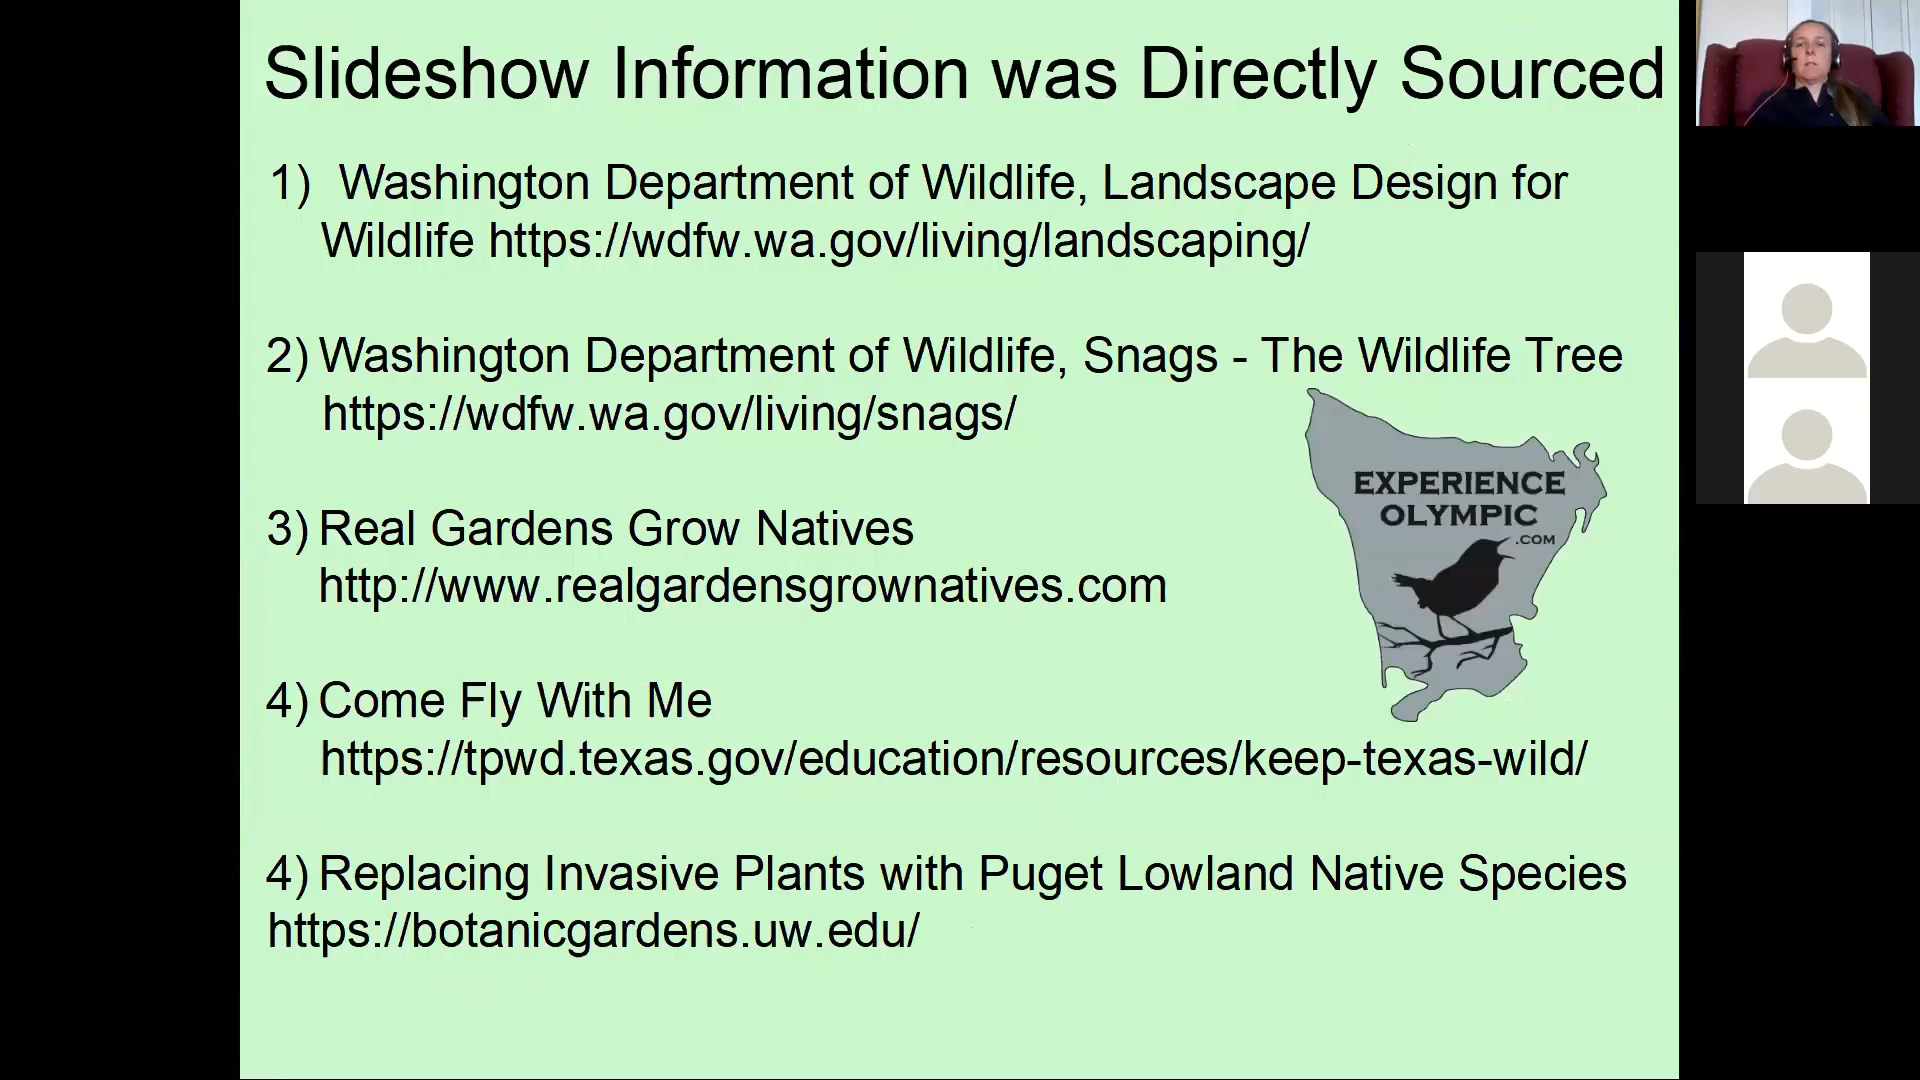 Slideshow Information was Directly Sourced
1) Washington Department of Wildlife, Landscape Design for
Wildlife https://wdfw.wa.gov/living/landscaping/
2) Washington Department of Wildlife, Snags - The Wildlife Tree
https://wdfw.wa.gov/living/snags/
EXPERIENCE
OLYMPIC
.COM
3) Real Gardens Grow Natives
http://www.realgardensgrownatives.com
4) Come Fly With Me
https://tpwd.texas.gov/education/resources/keep-texas-wild/
4) Replacing Invasive Plants with Puget Lowland Native Species
https://botanicgardens.uw.edu/